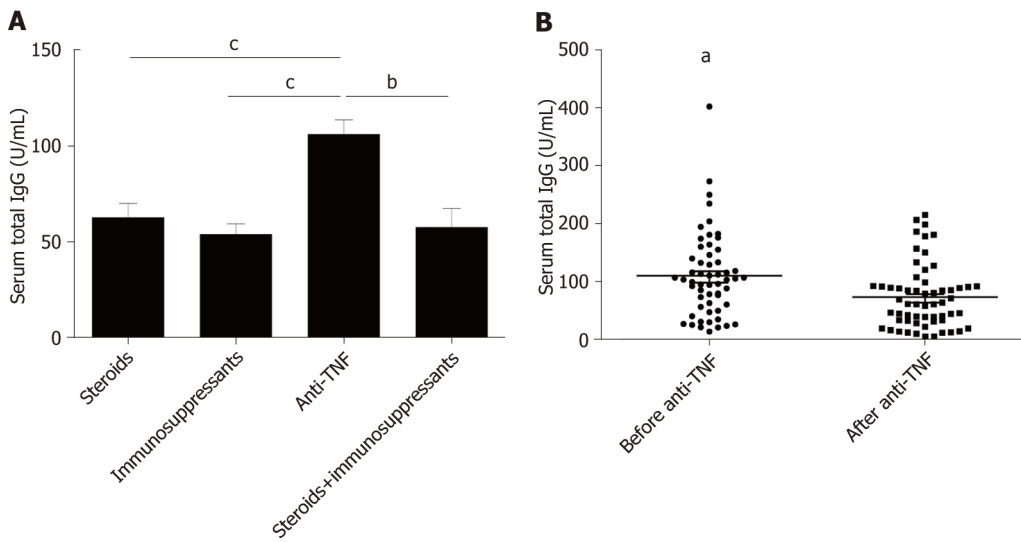 A
Serum total IgG (U/mL)
150
100
50
0
c
c
b
Steroids
Immunosuppressants
Anti-TNF
Steroids+immunosuppressants
B
Serum total IgG (U/mL)
500
400
300
200
100
0
a
Before anti-TNF
After anti-TNF